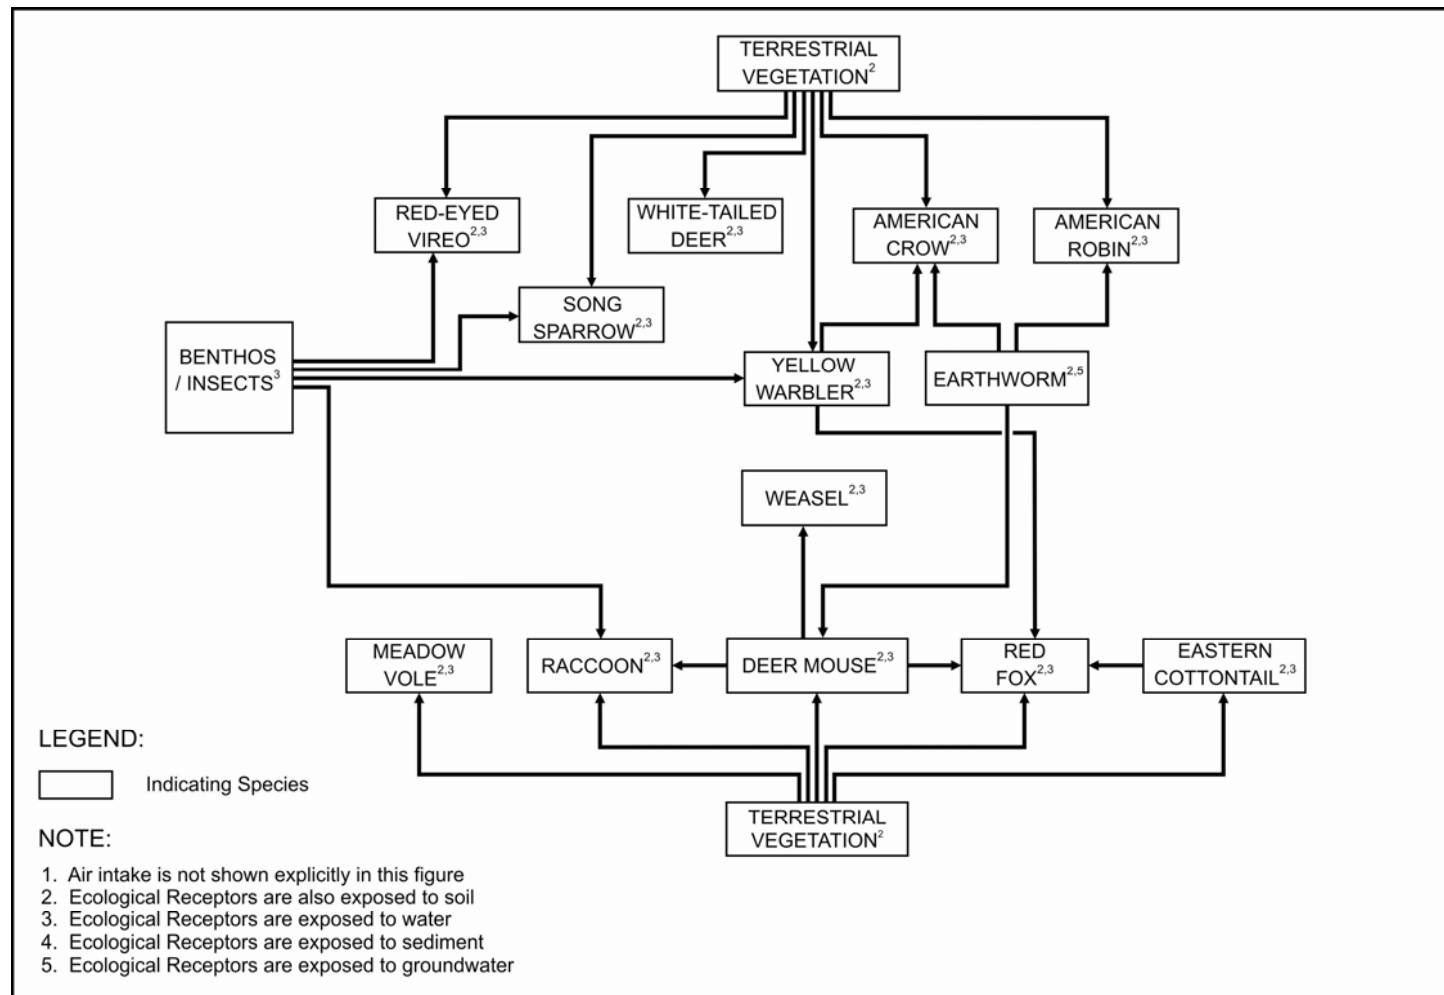 TERRESTRIAL
VEGETATION2
RED-EYED
VIREO2,3
WHITE-TAILED
DEER2,3
AMERICAN
CROW2,3
AMERICAN
ROBIN2,3
SONG
SPARROW2,3
BENTHOS
/ INSECTS3
YELLOW
WARBLER2,3
EARTHWORM2,5
WEASEL2,3
MEADOW
VOLE2,3
RACCOON2,3
DEER MOUSE2,3
RED
FOX2,3
EASTERN
COTTONTAIL2,3
TERRESTRIAL
VEGETATION2
LEGEND:
Indicating Species
NOTE:
1. Air intake is not shown explicitly in this figure
2. Ecological Receptors are also exposed to soil
3. Ecological Receptors are exposed to water
4. Ecological Receptors are exposed to sediment
5. Ecological Receptors are exposed to groundwater